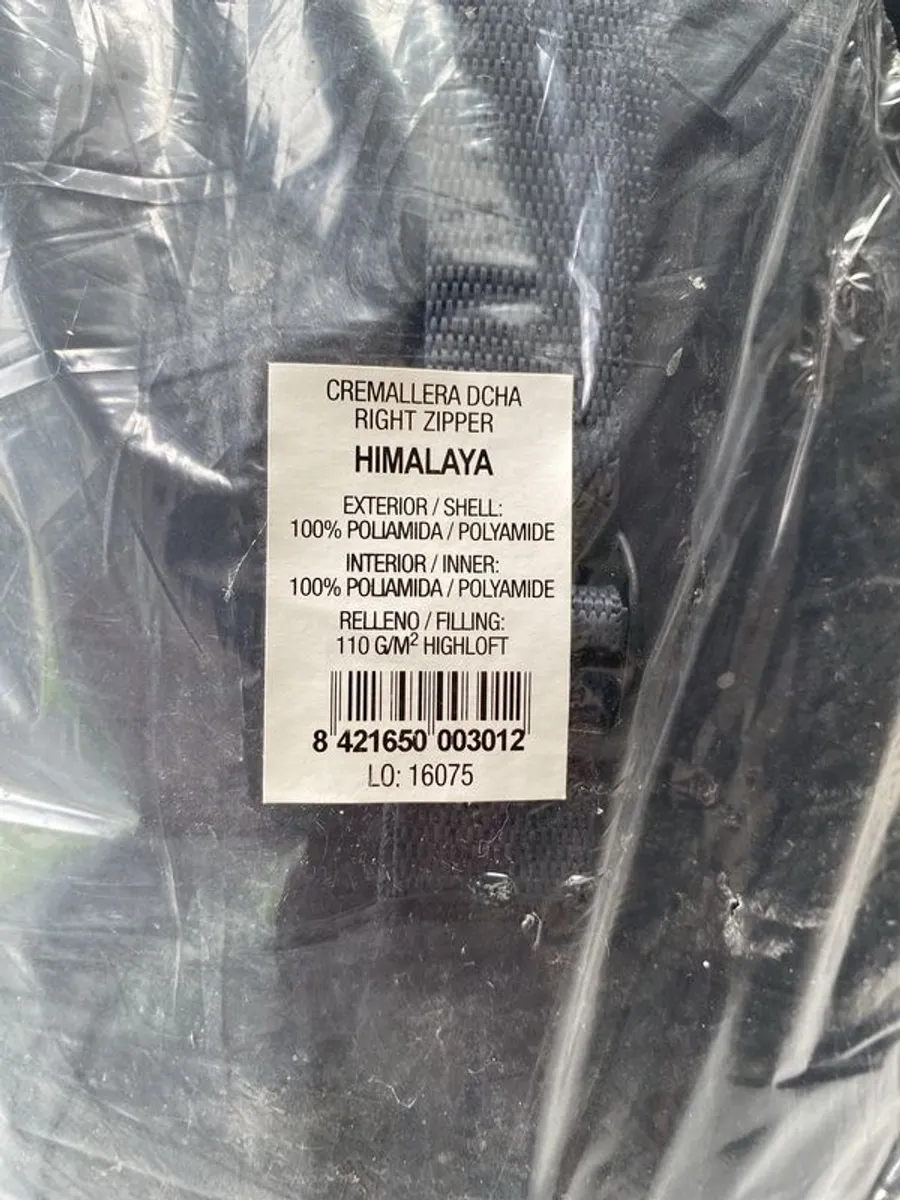 CREMALLERA DCHA
RIGHT ZIPPER
HIMALAYA
EXTERIOR / SHELL:
100% POLIAMIDA / POLYAMIDE
INTERIOR / INNER:
100% POLIAMIDA / POLYAMIDE
RELLENO / FILLING:
110 G/M² HIGHLOFT
8 421650 003012
LO: 16075